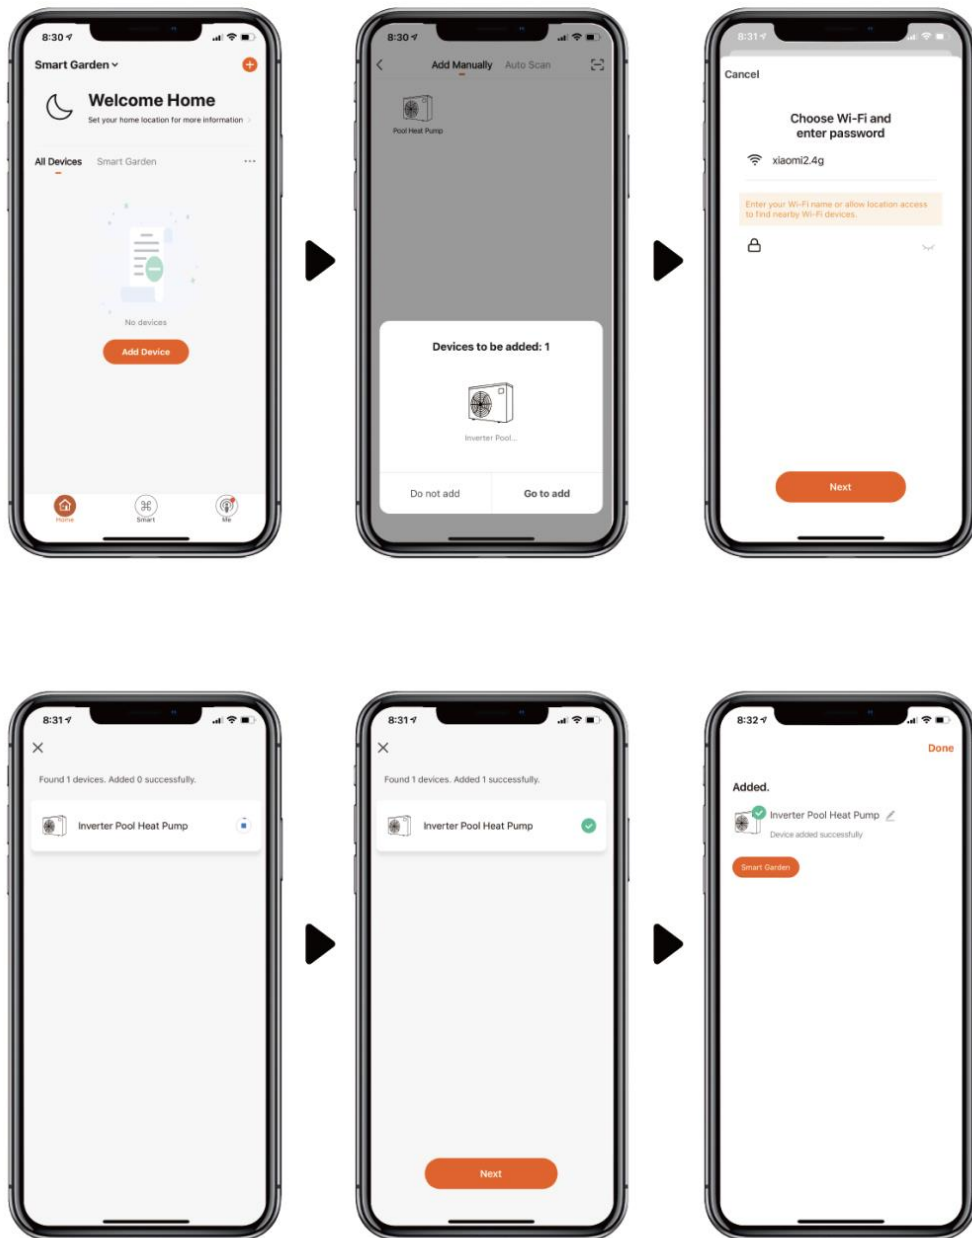 8:30
Smart Garden
Welcome Home
Set your home location for more information
All Devices Smart Garden
No devices
Add Device
Home Smart Me
8:30
Add Manually Auto Scan
Pool Heat Pump
Devices to be added: 1
Inverter Pool...
Do not add Go to add
8:31
Cancel
Choose Wi-Fi and
enter password
xiaomi2.4g
Enter your Wi-Fi name or allow location access
to find nearby Wi-Fi devices.
Next
8:31
Found 1 devices. Added 0 successfully.
Inverter Pool Heat Pump
8:31
Found 1 devices. Added 1 successfully.
Inverter Pool Heat Pump
Next
8:32
Done
Added.
Inverter Pool Heat Pump
Device added successfully
Smart Garden